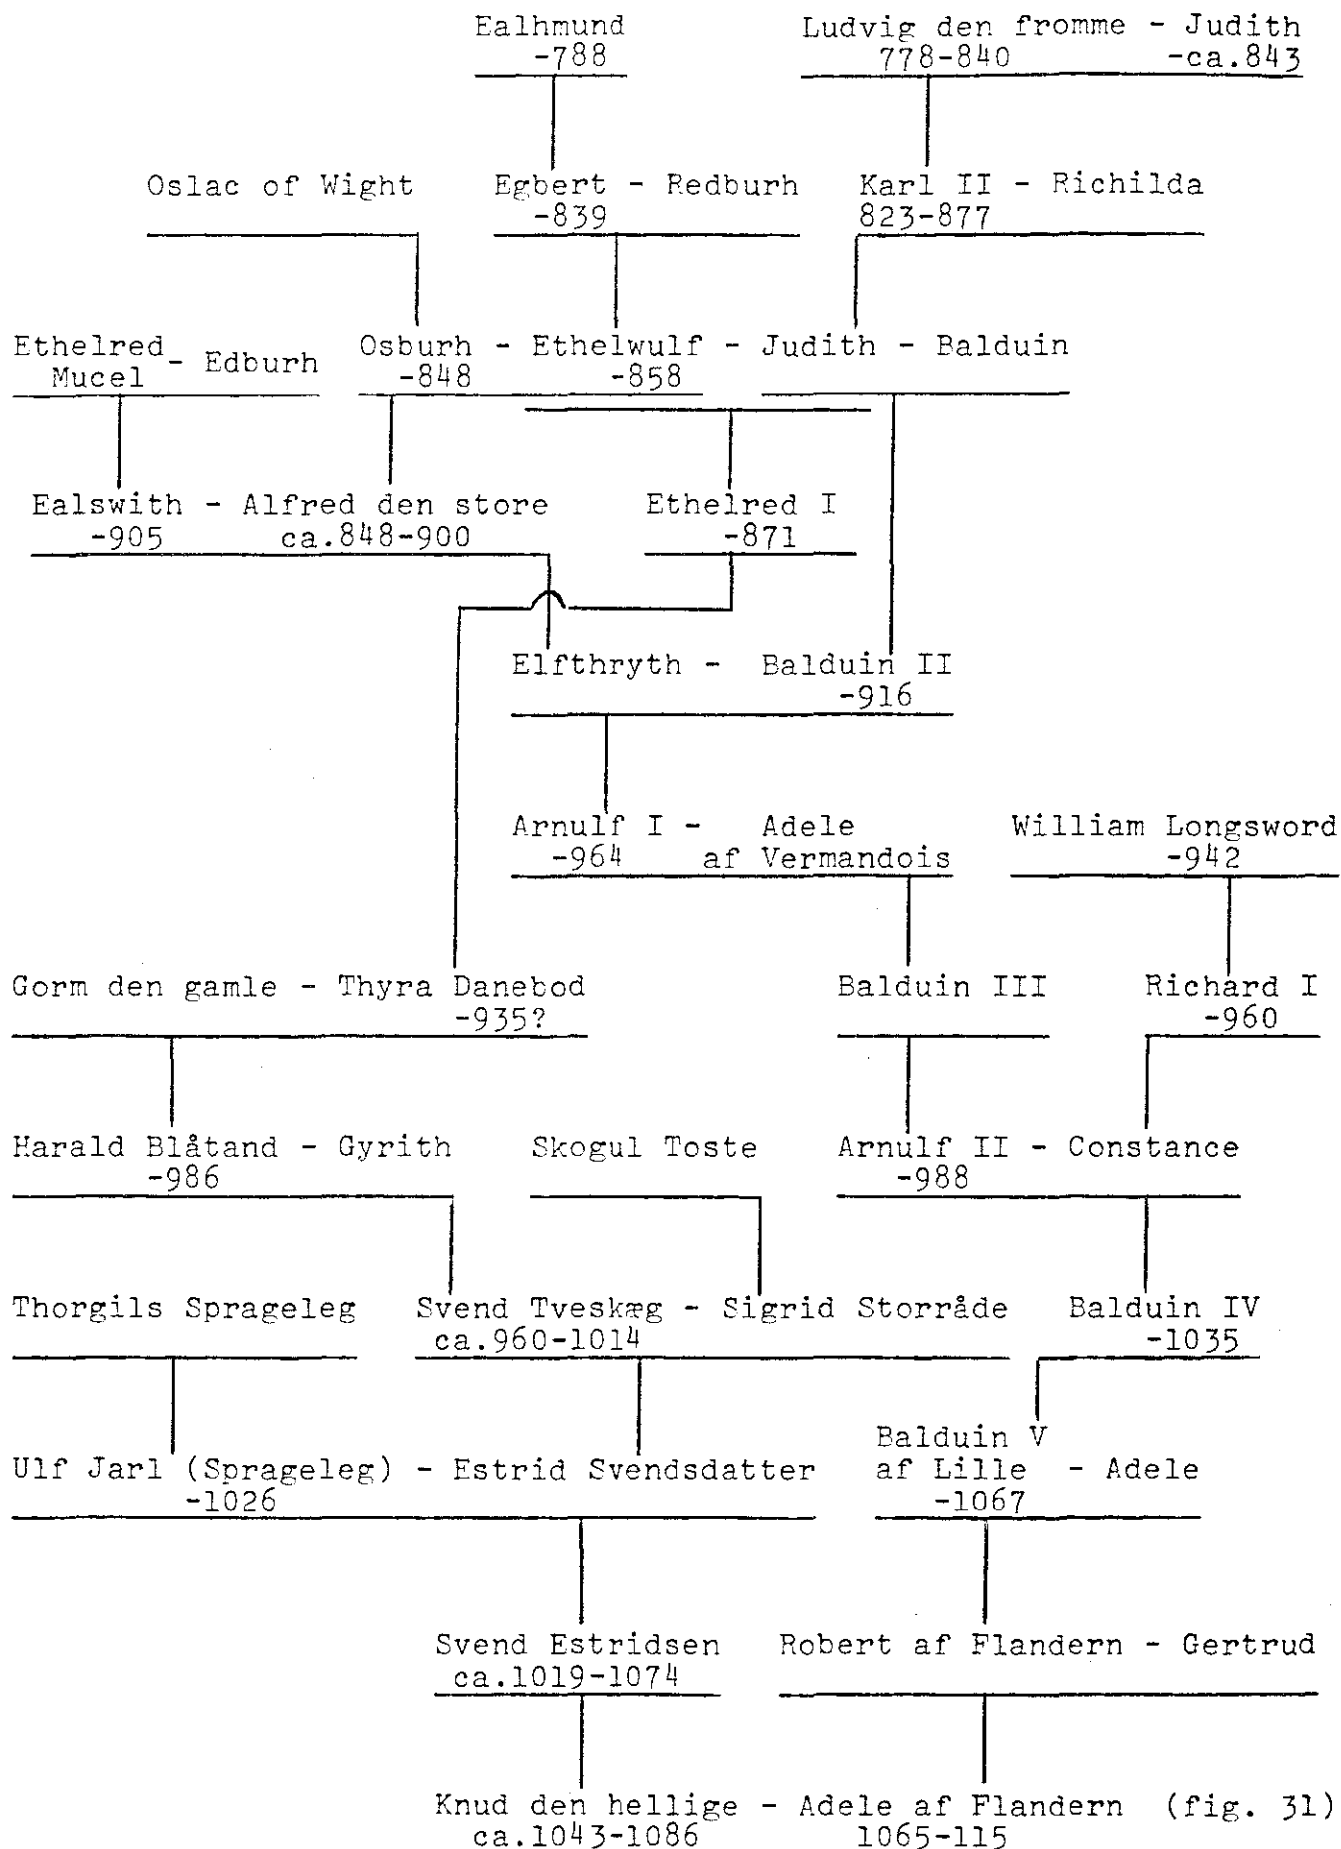 Ealhmund Ludvig den fromme - Judith
-788 778-840 -ca.843
Oslac of Wight Egbert - Redburh Karl II - Richilda
-839 823-877
Ethelred Mucel - Edburh Osburh - Ethelwulf - Judith - Balduin
-848 -858
Ealswith - Alfred den store Ethelred I
-905 ca.848-900 -871
Elfthryth - Balduin II
-916
Arnulf I - Adele William Longsword
-964 af Vermandois -942
Gorm den gamle - Thyra Danebod Balduin III Richard I
-935? -960
Harald Blåtand - Gyrith Skogul Toste Arnulf II - Constance
-986 -988
Thorgils Sprageleg Svend Tveskæg - Sigrid Storråde Balduin IV
ca.960-1014 -1035
Balduin V
Ulf Jarl (Sprageleg) - Estrid Svendsdatter af Lille - Adele
-1026 -1067
Svend Estridsen Robert af Flandern - Gertrud
ca.1019-1074
Knud den hellige - Adele af Flandern (fig. 31)
ca.1043-1086 1065-115